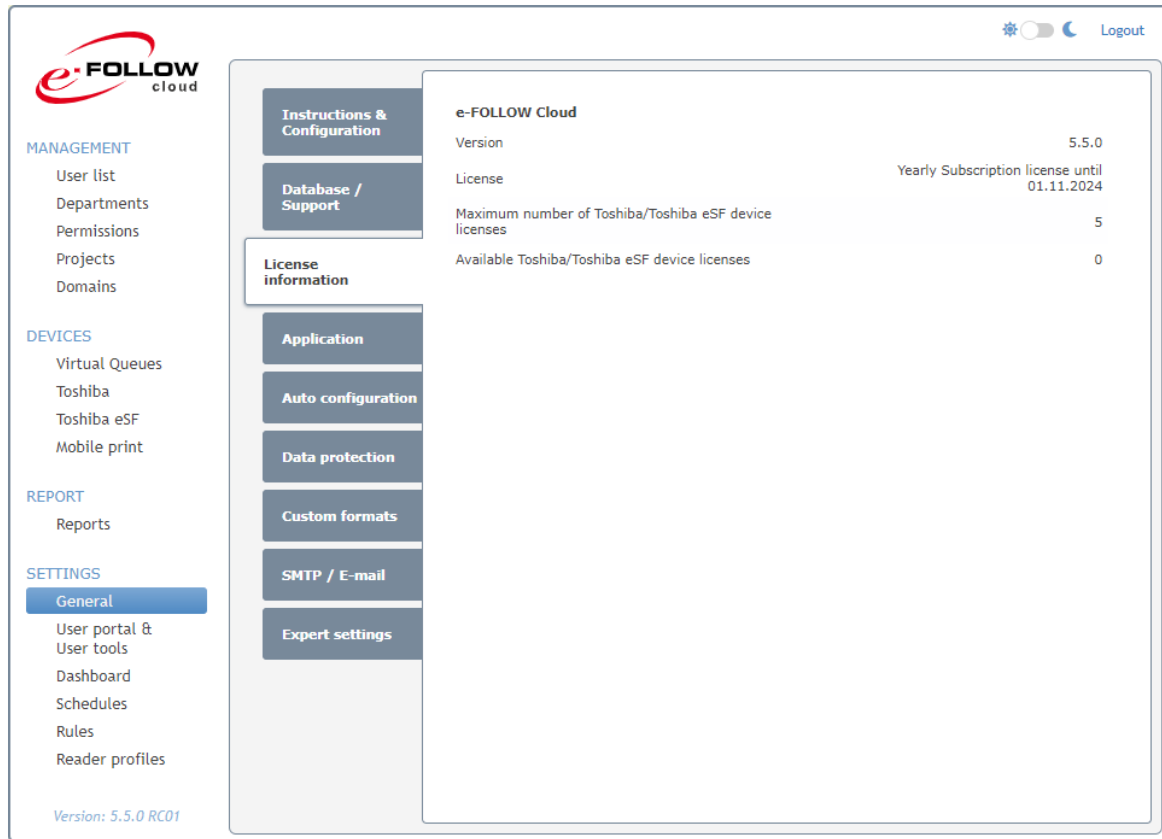 Logout
e-FOLLOW
cloud
MANAGEMENT
User list
Departments
Permissions
Projects
Domains
DEVICES
Virtual Queues
Toshiba
Toshiba eSF
Mobile print
REPORT
Reports
SETTINGS
General
User portal &
User tools
Dashboard
Schedules
Rules
Reader profiles
Version: 5.5.0 RC01
Instructions &
Configuration
Database /
Support
License
information
Application
Auto configuration
Data protection
Custom formats
SMTP / E-mail
Expert settings
e-FOLLOW Cloud
Version 5.5.0
License Yearly Subscription license until
01.11.2024
Maximum number of Toshiba/Toshiba eSF device
licenses 5
Available Toshiba/Toshiba eSF device licenses 0